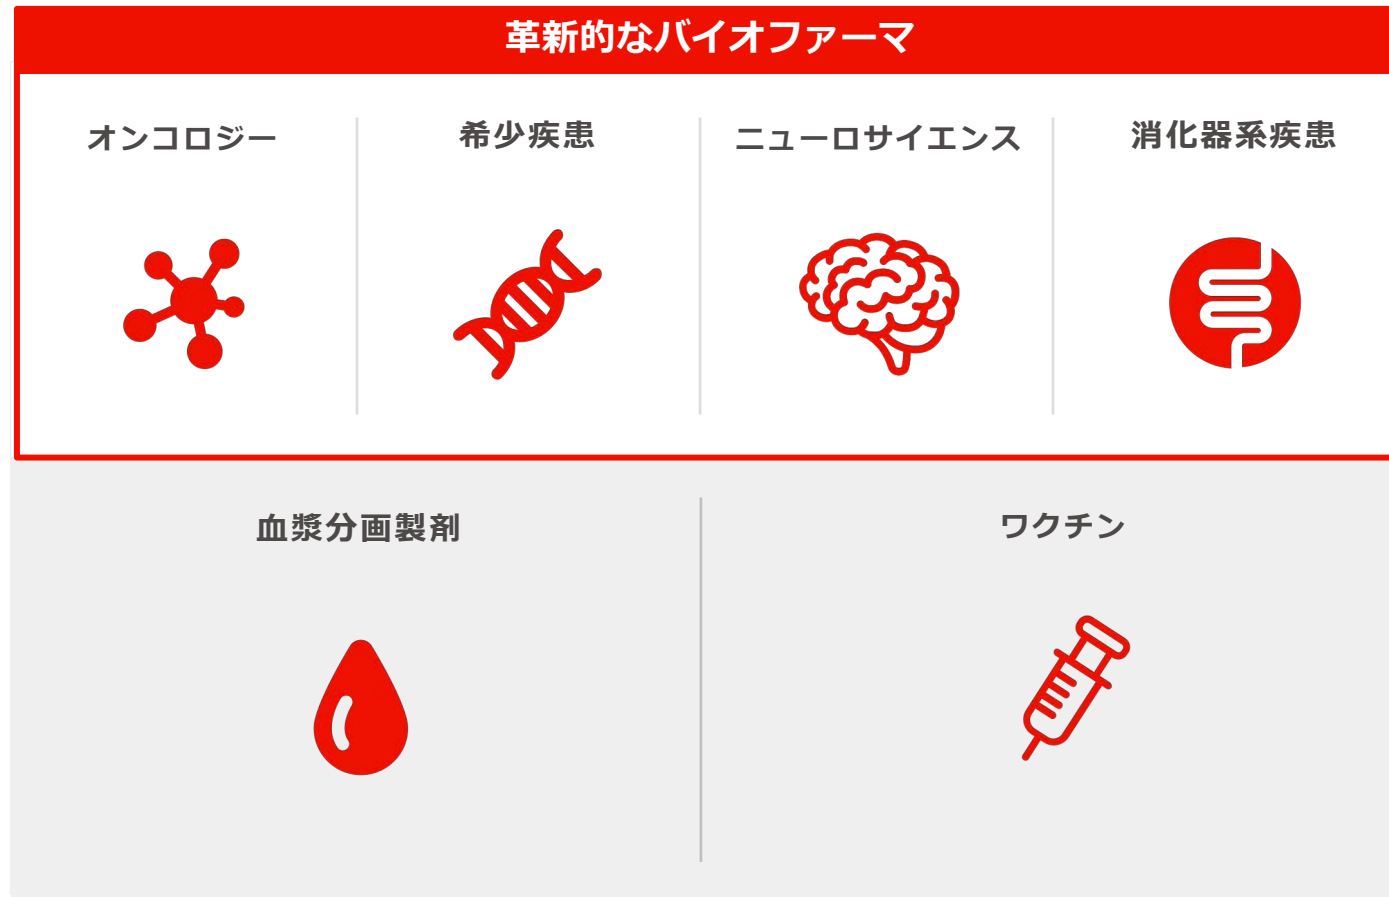 革新的なバイオファーマ
オンコロジー
希少疾患
ニューロサイエンス
消化器系疾患
血漿分画製剤
ワクチン